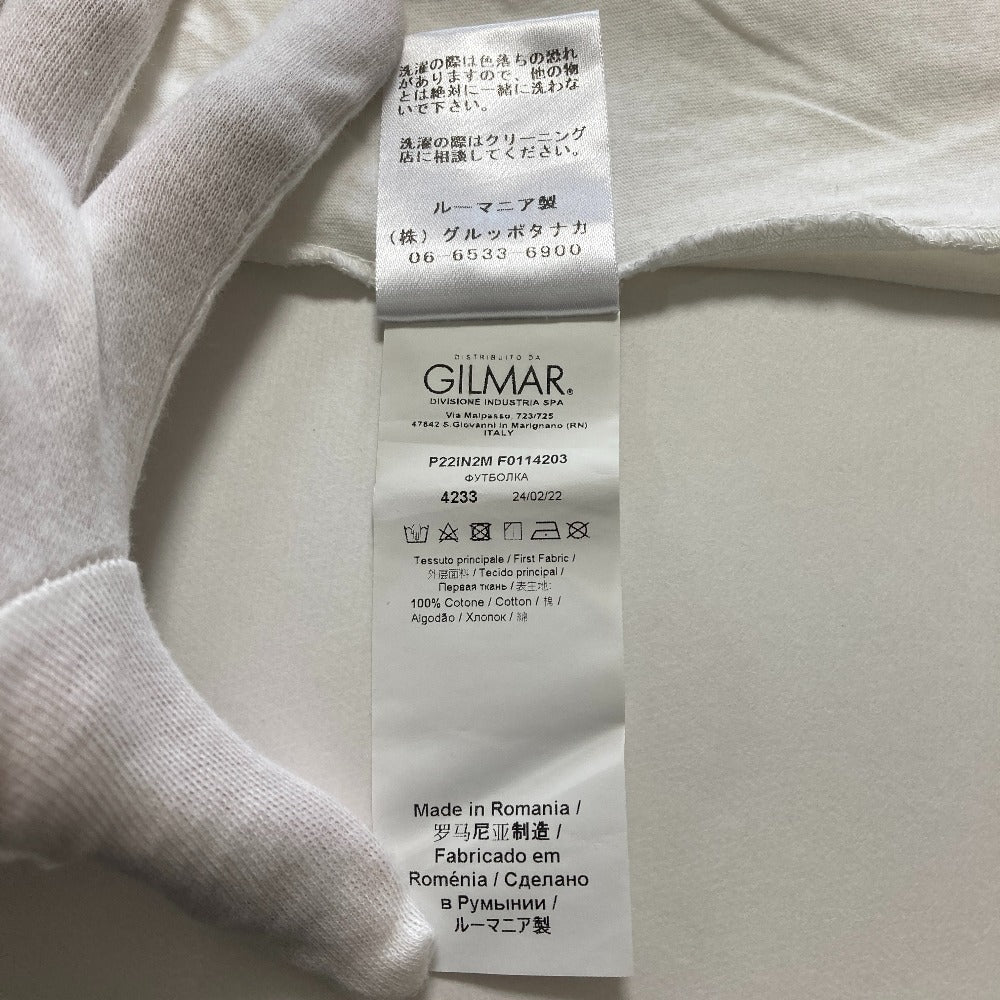 洗濯の際は色落ちの恐れ
がありますので、他の物
とは絶対に一緒に洗わな
いで下さい。
洗濯の際はクリーニング
店に相談してください。
ルーマニア製
(株) グルッポタナカ
06-6533-6900
DISTRIBUITO DA
GILMAR®
DIVISIONE INDUSTRIA SPA
Via Malpasso, 723/725
47842 S.Giovanni in Marignano (RN)
ITALY
P22IN2M F0114203
ФУТБОЛКА
4233 24/02/22
Tessuto principale / First Fabric /
外层面料 / Tecido principal /
Первая ткань / 表生地:
100% Cotone / Cotton / 棉 /
Algodão / Хлопок / 綿
Made in Romania /
罗马尼亚制造 /
Fabricado em
Roménia / Сделано
в Румынии /
ルーマニア製